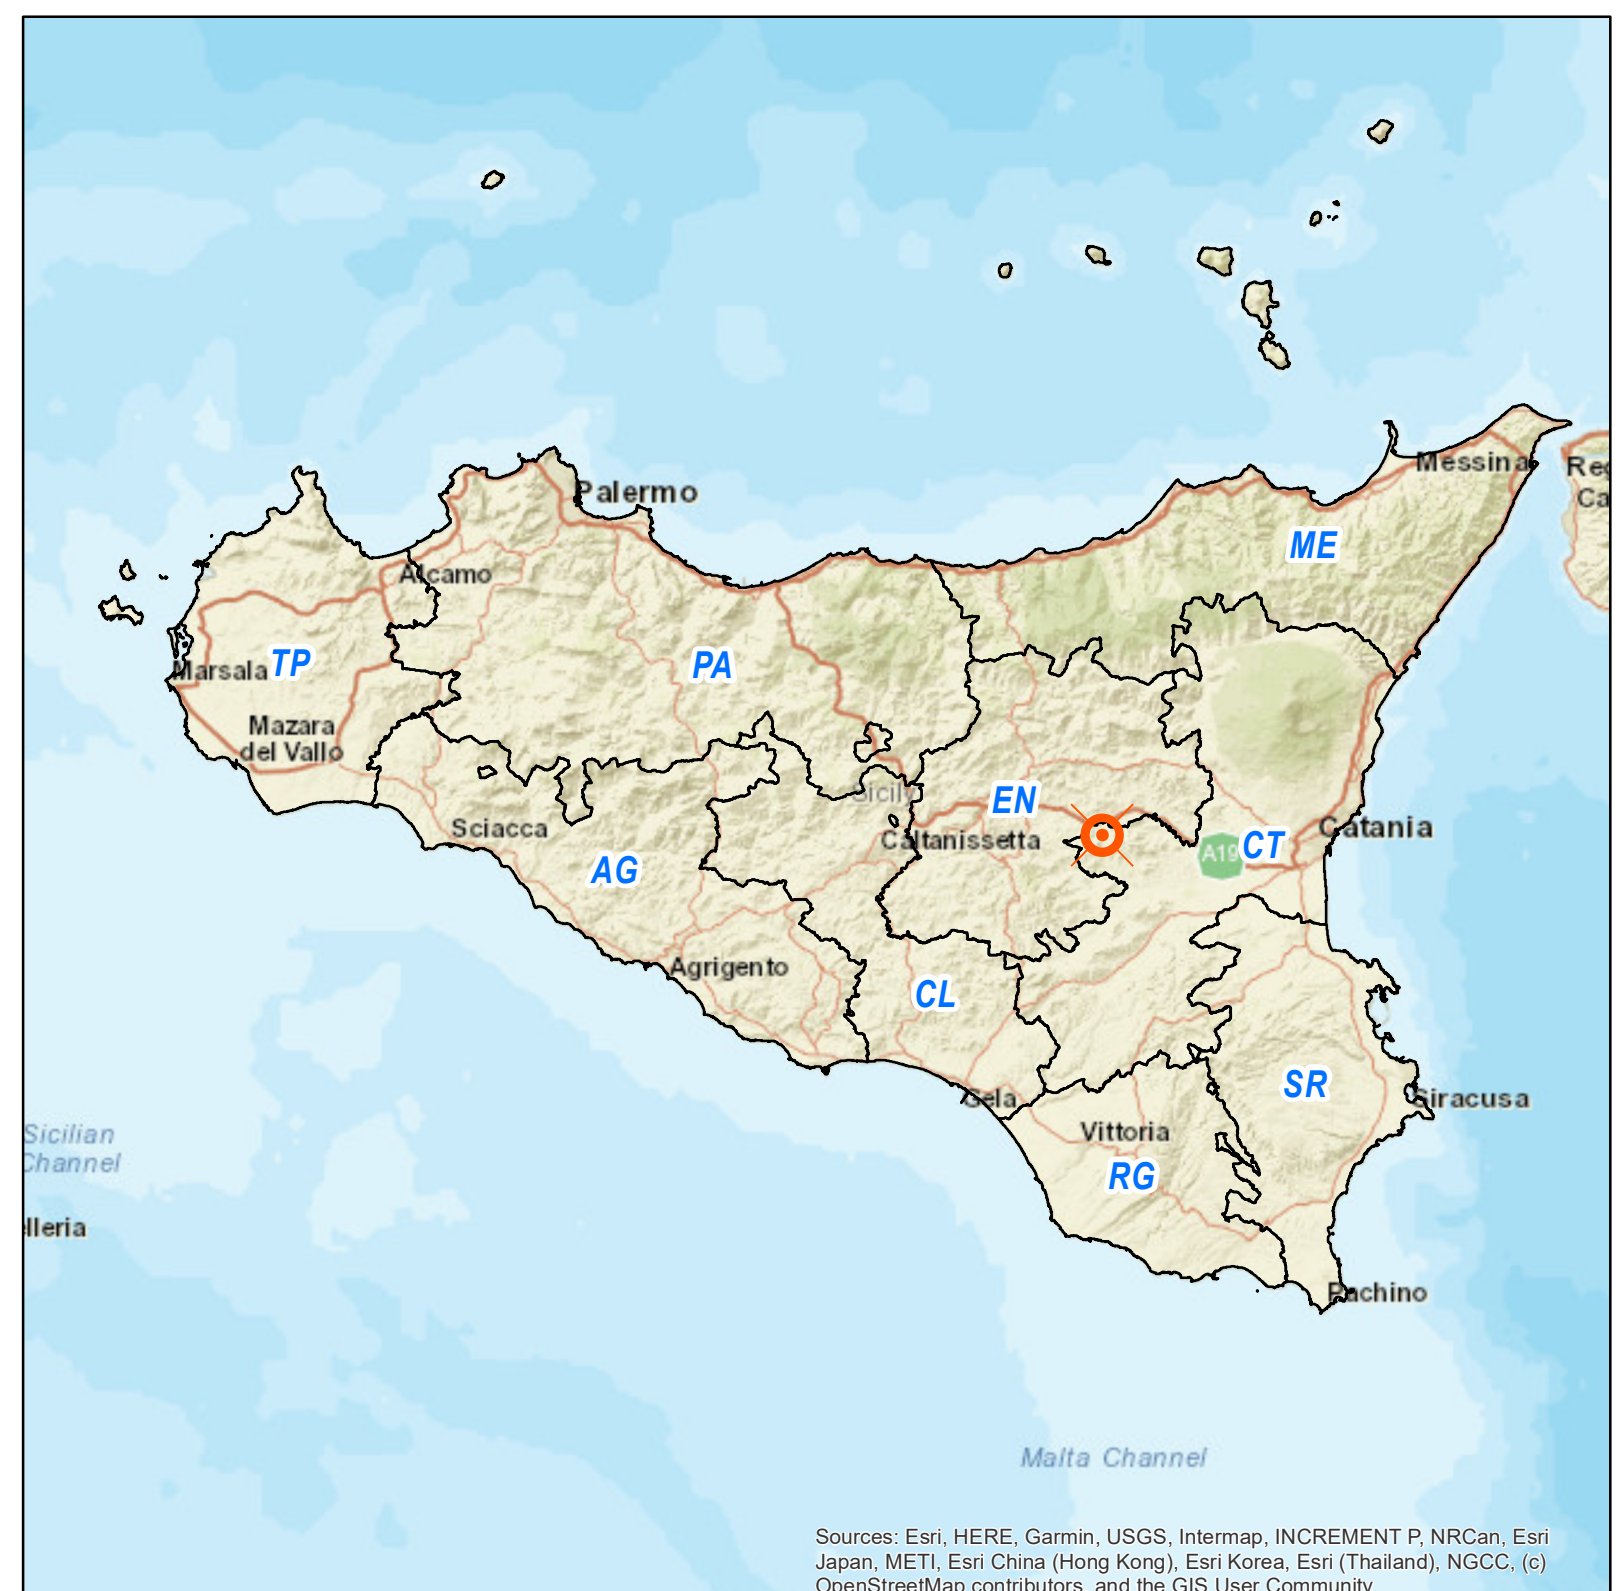 Palermo
Messina
Reg
Ca
ME
Alcamo
Marsala
TP
PA
Mazara
del Vallo
Sicily
EN
Sciacca
Caltanissetta
A19
CT
Catania
AG
Agrigento
CL
SR
Gela
Siracusa
Sicilian
Channel
Vittoria
RG
lleria
Pachino
Malta Channel
Sources: Esri, HERE, Garmin, USGS, Intermap, INCREMENT P, NRCan, Esri
Japan, METI, Esri China (Hong Kong), Esri Korea, Esri (Thailand), NGCC, (c)
OpenStreetMap contributors, and the GIS User Community